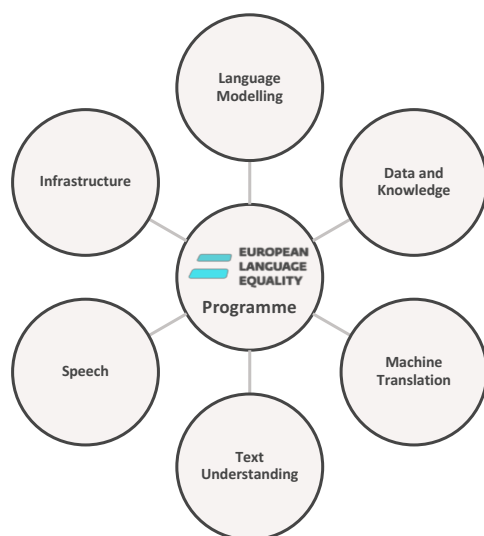 Language
Modelling
Infrastructure
Data and
Knowledge
EUROPEAN
LANGUAGE
EQUALITY
Programme
Speech
Machine
Translation
Text
Understanding